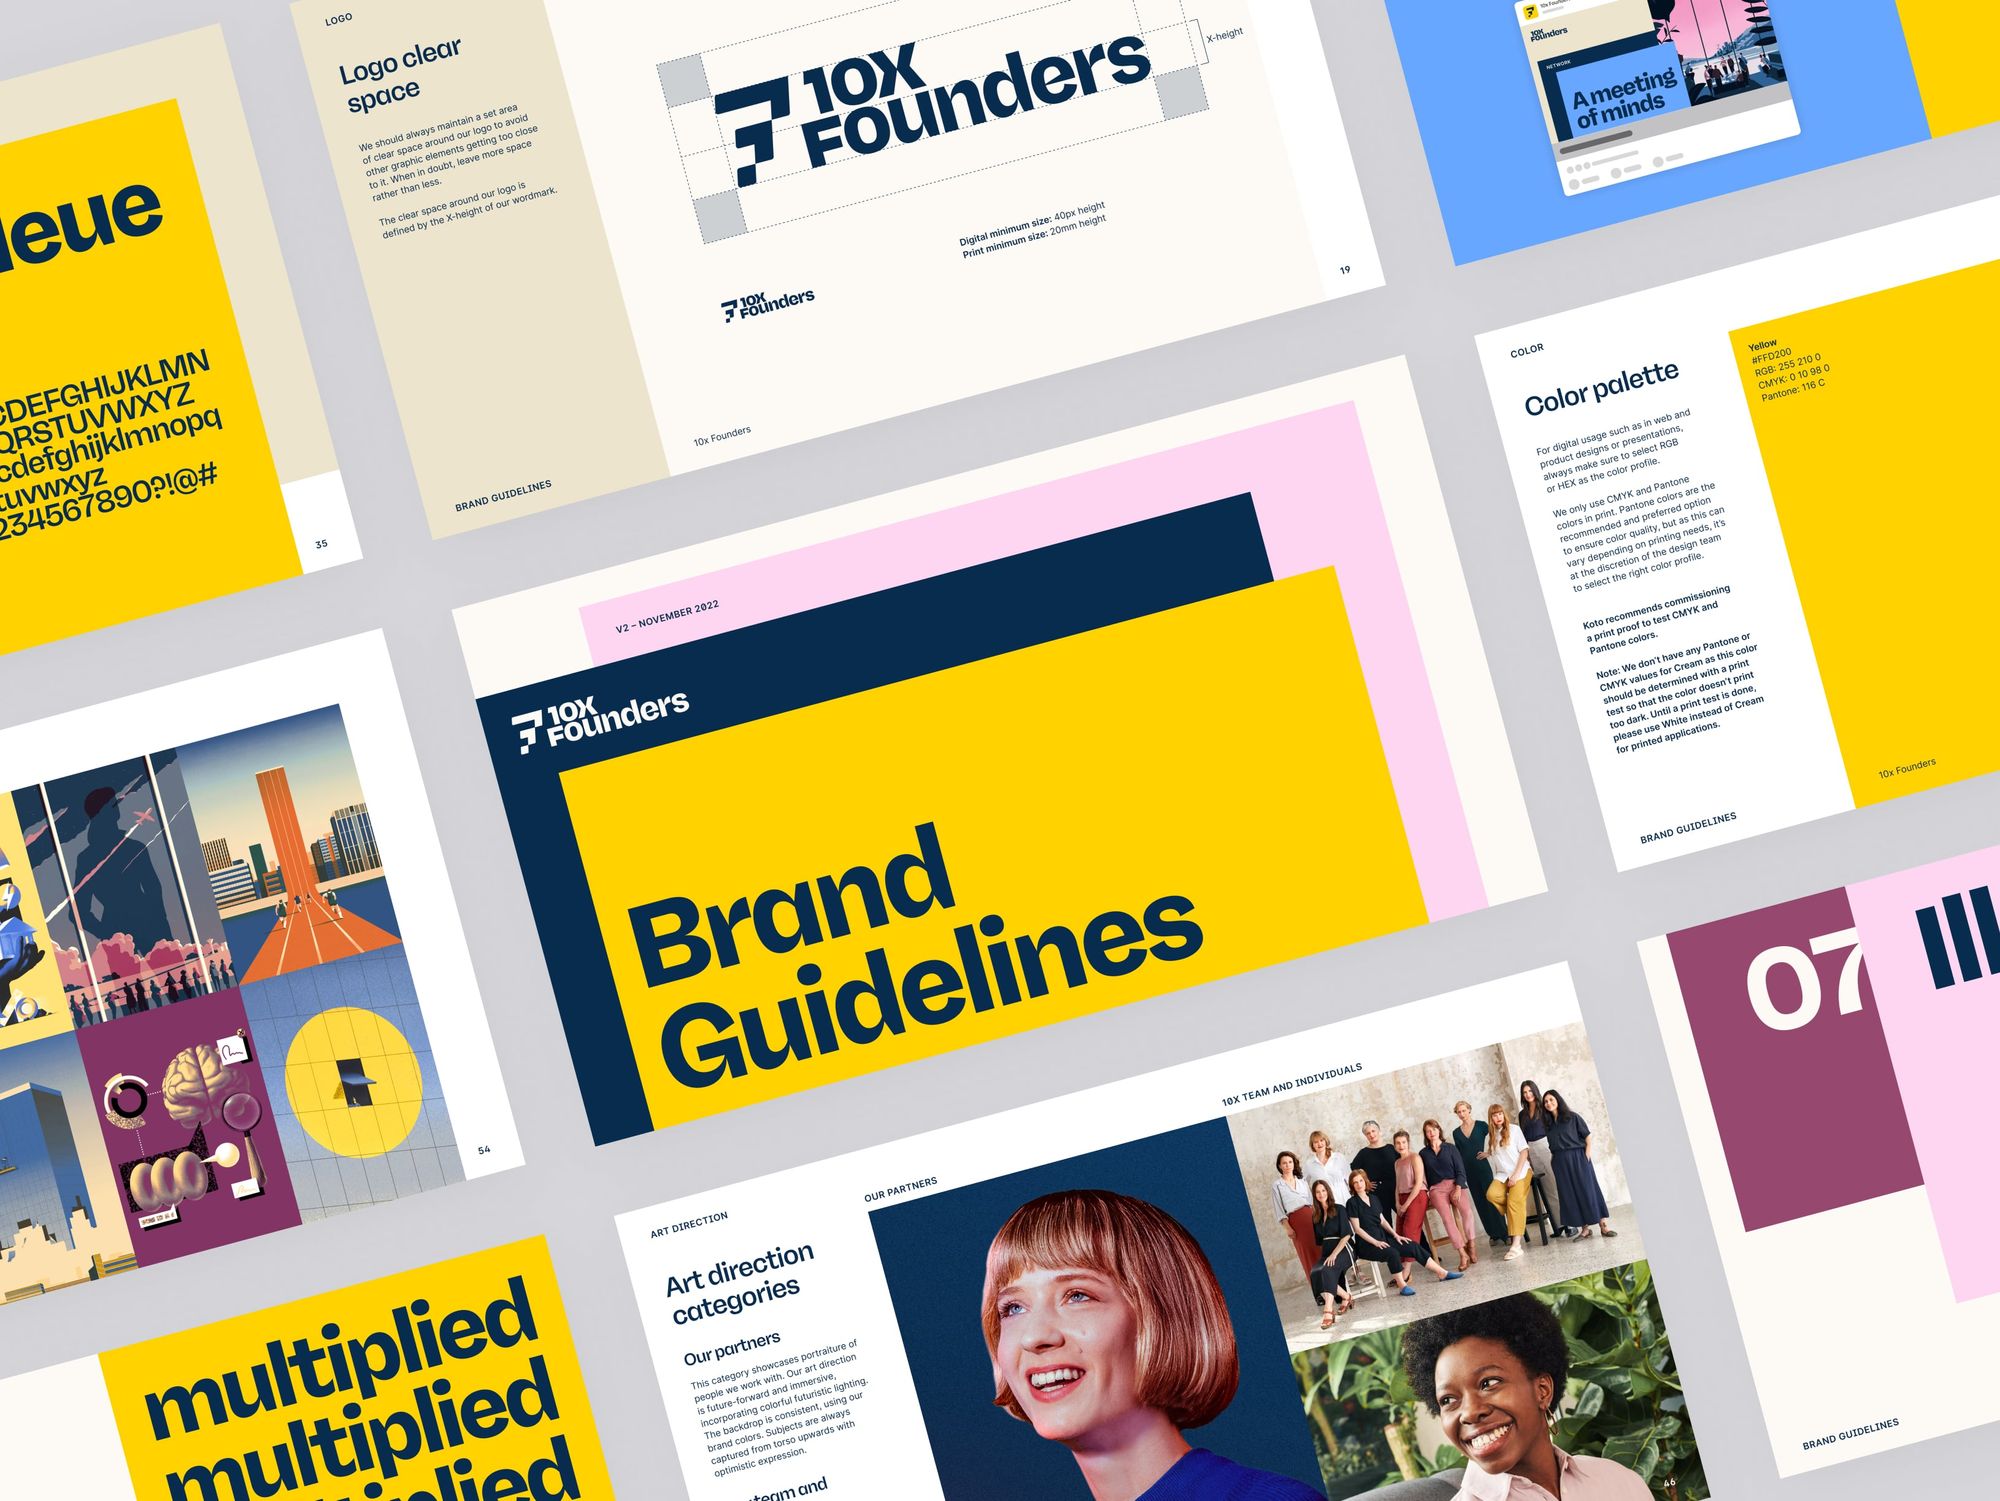 LOGO
Logo clear
space
We should always maintain a set area
of clear space around our logo to avoid
other graphic elements getting too close
to it. When in doubt, leave more space
rather than less.
The clear space around our logo is
defined by the X-height of our wordmark.
BRAND GUIDELINES
10X
Founders
X-height
Digital minimum size: 40px height
Print minimum size: 20mm height
10X
Founders
10x Founders
19
10X
Founders
NETWORK
A meeting
of minds
CDEFGHIJKLMN
QRSTUVWXYZ
cdefghijklmnopq
tuvwxyz
234567890?!@#
35
COLOR
Color palette
For digital usage such as in web and
product designs or presentations,
always make sure to select RGB
or HEX as the color profile.
We only use CMYK and Pantone
colors in print. Pantone colors are the
recommended and preferred option
to ensure color quality, but as this can
vary depending on printing needs, it's
at the discretion of the design team
to select the right color profile.
Koto recommends commissioning
a print proof to test CMYK and
Pantone colors.
Note: We don't have any Pantone or
CMYK values for Cream as this color
should be determined with a print
test so that the color doesn't print
too dark. Until a print test is done,
please use White instead of Cream
for printed applications.
BRAND GUIDELINES
Yellow
#FFD200
RGB: 255 210 0
CMYK: 0 10 98 0
Pantone: 116 C
10x Founders
V2 – NOVEMBER 2022
10X
Founders
Brand
Guidelines
54
multiplied
multiplied
multiplied
ART DIRECTION
Art direction
categories
Our partners
This category showcases portraiture of
people we work with. Our art direction
is future-forward and immersive,
incorporating colorful futuristic lighting.
The backdrop is consistent, using our
brand colors. Subjects are always
captured from torso upwards with
optimistic expression.
team and
OUR PARTNERS
10X TEAM AND INDIVIDUALS
46
07
BRAND GUIDELINES